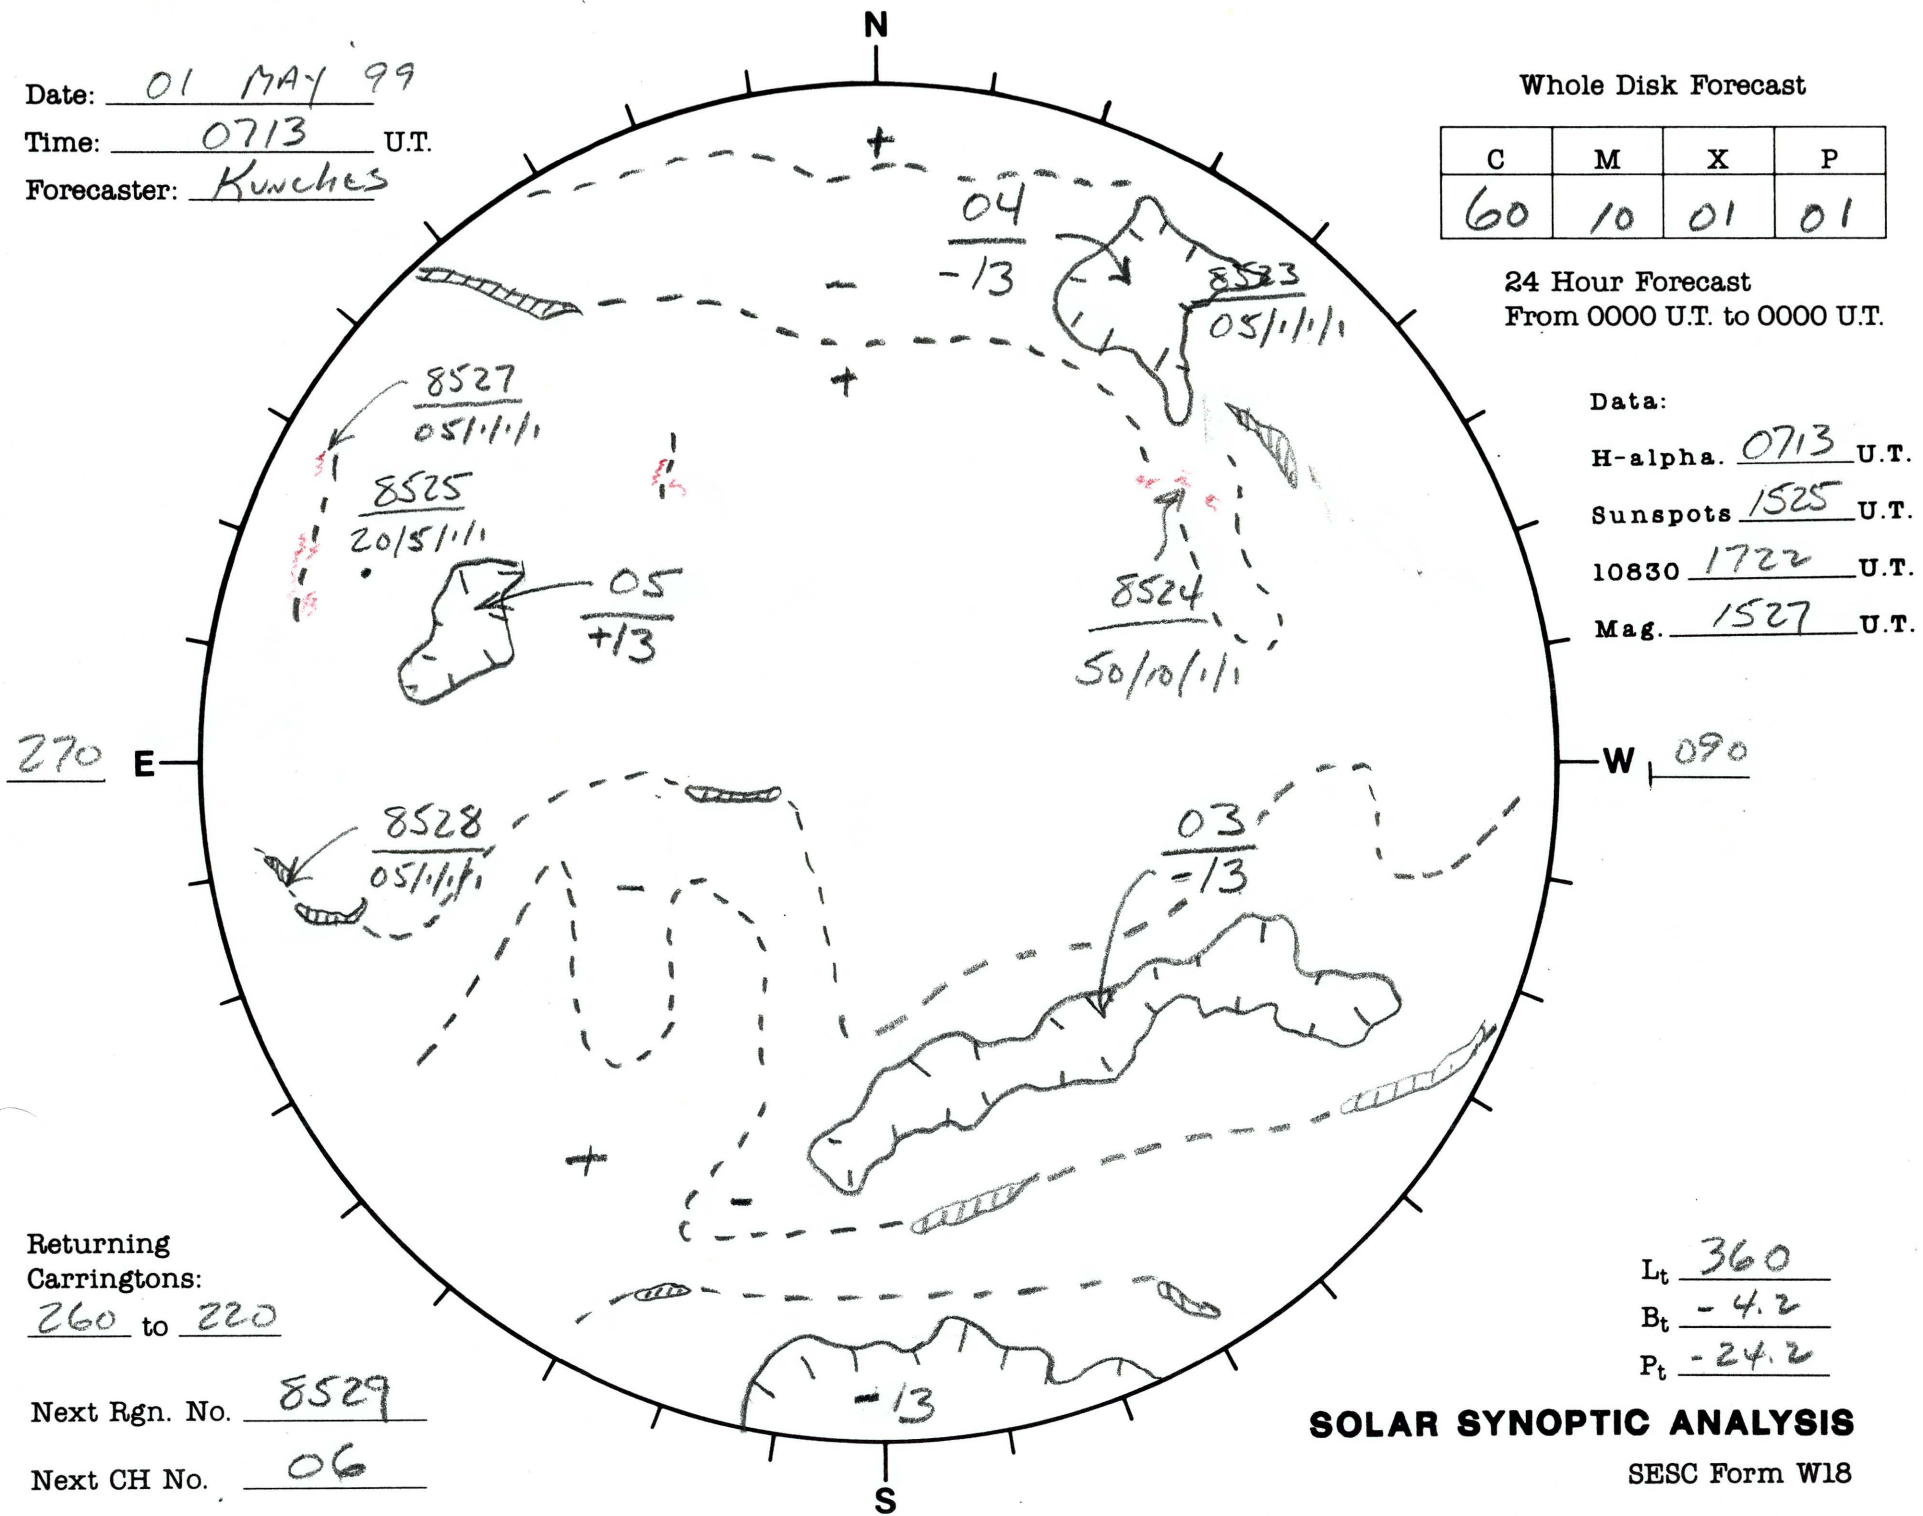 N
Date: 01 MAY '99
Time: 0713 U.T.
Forecaster: Kunches
Whole Disk Forecast
C M X P
60 10 01 01
24 Hour Forecast
From 0000 U.T. to 0000 U.T.
Data:
H-alpha. 0713 U.T.
Sunspots 1525 U.T.
10830 1722 U.T.
Mag. 1527 U.T.
+
04
-13
8523
05/1/1/1
-
+
8527
05/1/1/1
8525
20/5/1/1
05
+13
8524
50/10/1/1
270 E
W 090
8528
05/1/1/1
-
03
-13
+
-
-13
Returning
Carringtons:
260 to 220
Next Rgn. No. 8529
Next CH No. 06
S
Lt 360
Bt -4.2
Pt -24.2
SOLAR SYNOPTIC ANALYSIS
SESC Form W18